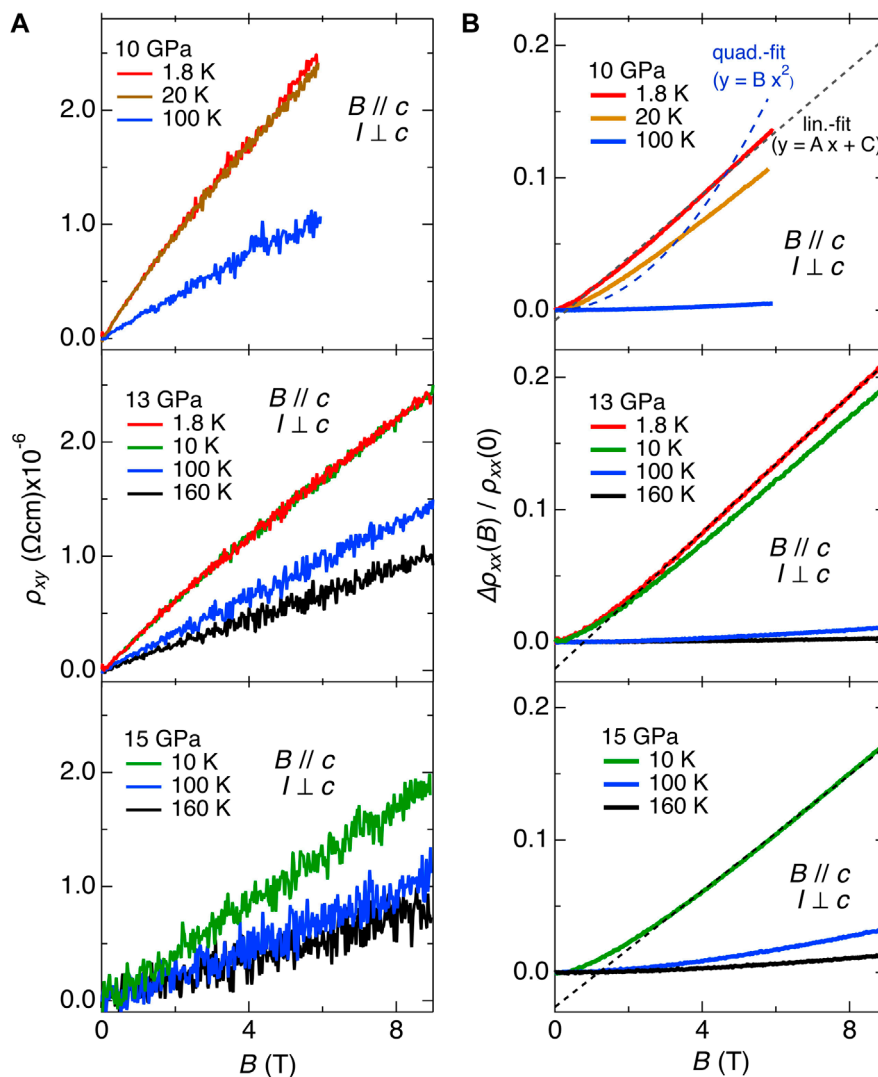 A
10 GPa
1.8 K
20 K
100 K
B // c
I ⊥ c
2.0
1.0
0.0
13 GPa
1.8 K
10 K
100 K
160 K
B // c
I ⊥ c
2.0
1.0
0.0
15 GPa
10 K
100 K
160 K
B // c
I ⊥ c
2.0
1.0
0.0
ρxy (Ωcm)x10⁻⁶
0
4
8
B (T)
B
0.2
0.1
0.0
10 GPa
1.8 K
20 K
100 K
quad.-fit
(y = B x²)
lin.-fit
(y = A x + C)
B // c
I ⊥ c
0.2
0.1
0.0
13 GPa
1.8 K
10 K
100 K
160 K
B // c
I ⊥ c
0.2
0.1
0.0
15 GPa
10 K
100 K
160 K
B // c
I ⊥ c
Δρxx(B) / ρxx(0)
0
4
8
B (T)